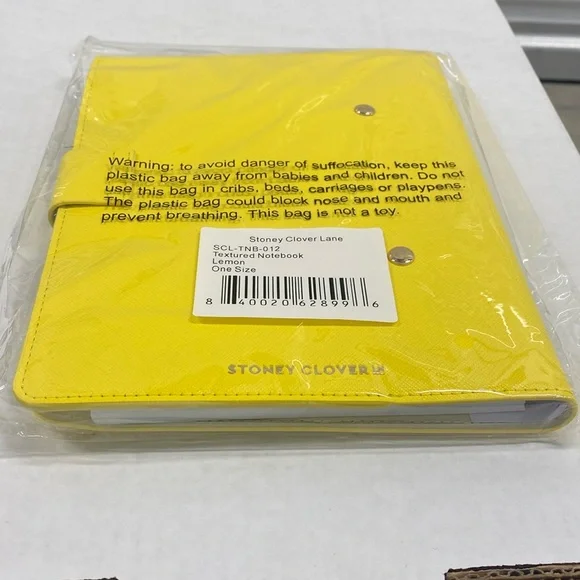 Warning: to avoid danger of suffocation, keep this
plastic bag away from babies and children. Do not
use this bag in cribs, beds, carriages or playpens.
The plastic bag could block nose and mouth and
prevent breathing. This bag is not a toy.
Stoney Clover Lane
SCL-TNB-012
Textured Notebook
Lemon
One Size
8 40020 62899 6
STONEY CLOVER LN